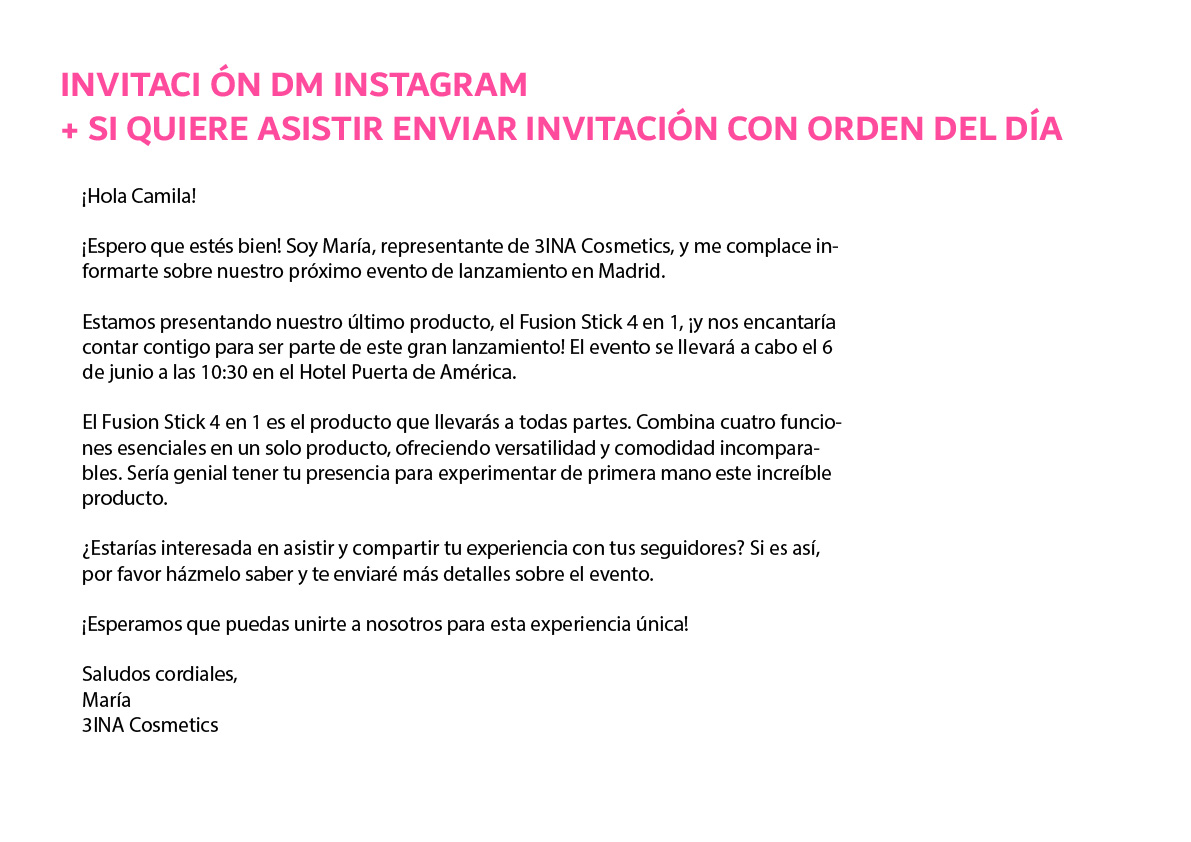 INVITACI ÓN DM INSTAGRAM
+ SI QUIERE ASISTIR ENVIAR INVITACIÓN CON ORDEN DEL DÍA
¡Hola Camila!
¡Espero que estés bien! Soy María, representante de 3INA Cosmetics, y me complace in-
formarte sobre nuestro próximo evento de lanzamiento en Madrid.
Estamos presentando nuestro último producto, el Fusion Stick 4 en 1, ¡y nos encantaría
contar contigo para ser parte de este gran lanzamiento! El evento se llevará a cabo el 6
de junio a las 10:30 en el Hotel Puerta de América.
El Fusion Stick 4 en 1 es el producto que llevarás a todas partes. Combina cuatro funcio-
nes esenciales en un solo producto, ofreciendo versatilidad y comodidad incompara-
bles. Sería genial tener tu presencia para experimentar de primera mano este increíble
producto.
¿Estarías interesada en asistir y compartir tu experiencia con tus seguidores? Si es así,
por favor házmelo saber y te enviaré más detalles sobre el evento.
¡Esperamos que puedas unirte a nosotros para esta experiencia única!
Saludos cordiales,
María
3INA Cosmetics